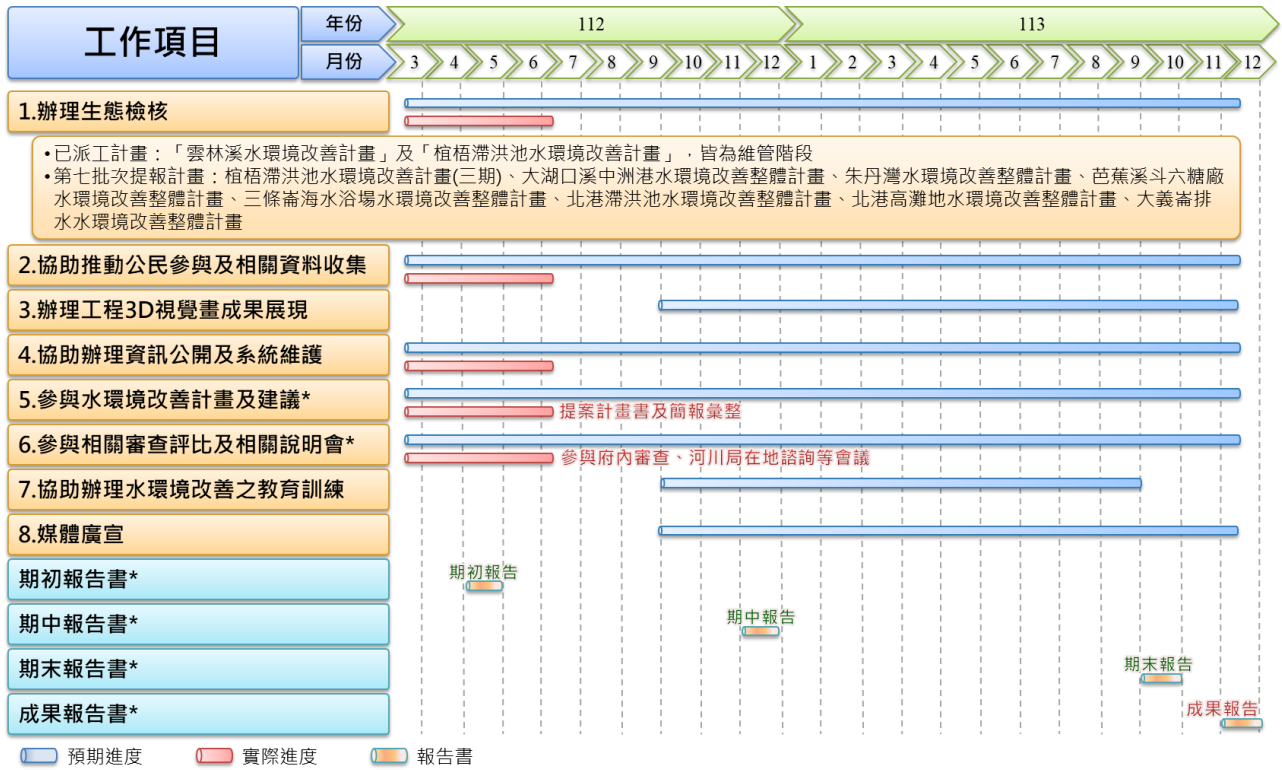 工作項目
年份
112
113
月份
3 4 5 6 7 8 9 10 11 12 1 2 3 4 5 6 7 8 9 10 11 12
1.辦理生態檢核
•已派工計畫：「雲林溪水環境改善計畫」及「植梧滯洪池水環境改善計畫」，皆為維管階段
•第七批次提報計畫：植梧滯洪池水環境改善計畫(三期)、大湖口溪中洲港水環境改善整體計畫、朱丹灣水環境改善整體計畫、芭蕉溪斗六糖廠
水環境改善整體計畫、三條崙海水浴場水環境改善整體計畫、北港滯洪池水環境改善整體計畫、北港高灘地水環境改善整體計畫、大義崙排
水水環境改善整體計畫
2.協助推動公民參與及相關資料收集
3.辦理工程3D視覺畫成果展現
4.協助辦理資訊公開及系統維護
5.參與水環境改善計畫及建議*
提案計畫書及簡報彙整
6.參與相關審查評比及相關說明會*
參與府內審查、河川局在地諮詢等會議
7.協助辦理水環境改善之教育訓練
8.媒體廣宣
期初報告書*
期初報告
期中報告書*
期中報告
期末報告書*
期末報告
成果報告書*
成果報告
預期進度
實際進度
報告書